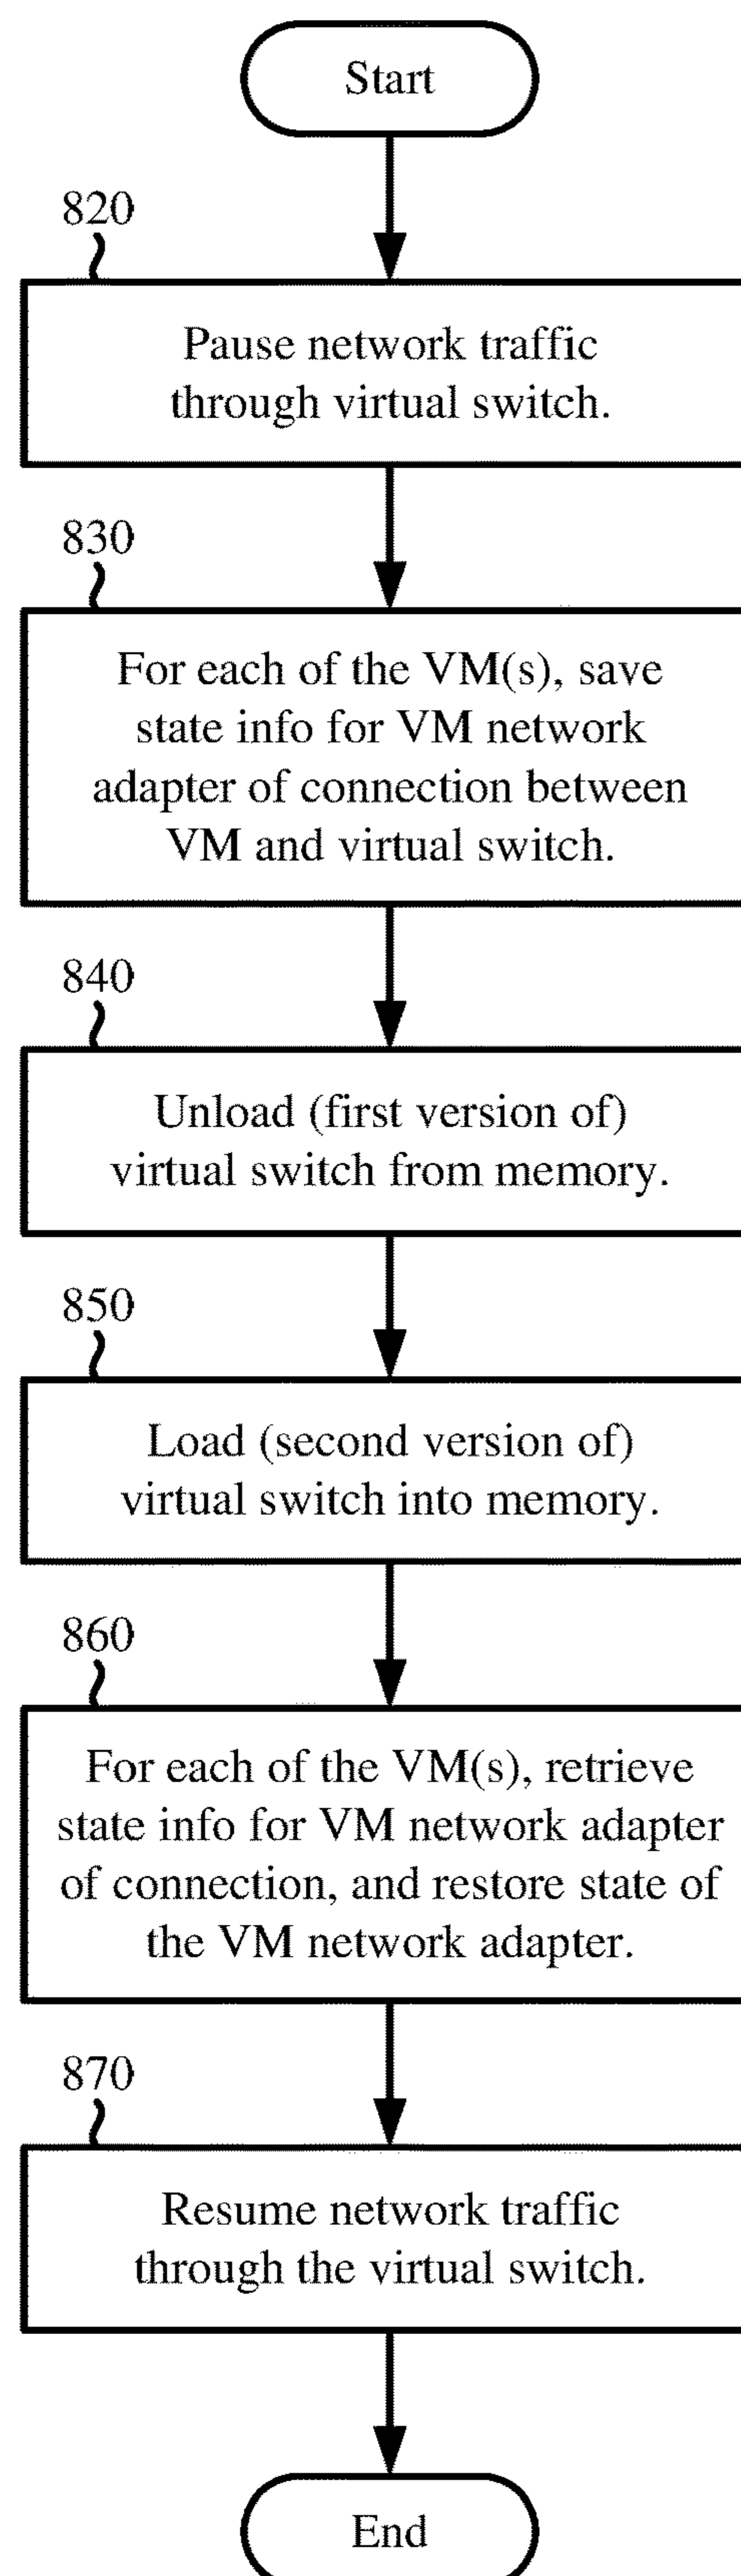 Start
820
Pause network traffic
through virtual switch.
830
For each of the VM(s), save
state info for VM network
adapter of connection between
VM and virtual switch.
840
Unload (first version of)
virtual switch from memory.
850
Load (second version of)
virtual switch into memory.
860
For each of the VM(s), retrieve
state info for VM network adapter
of connection, and restore state of
the VM network adapter.
870
Resume network traffic
through the virtual switch.
End